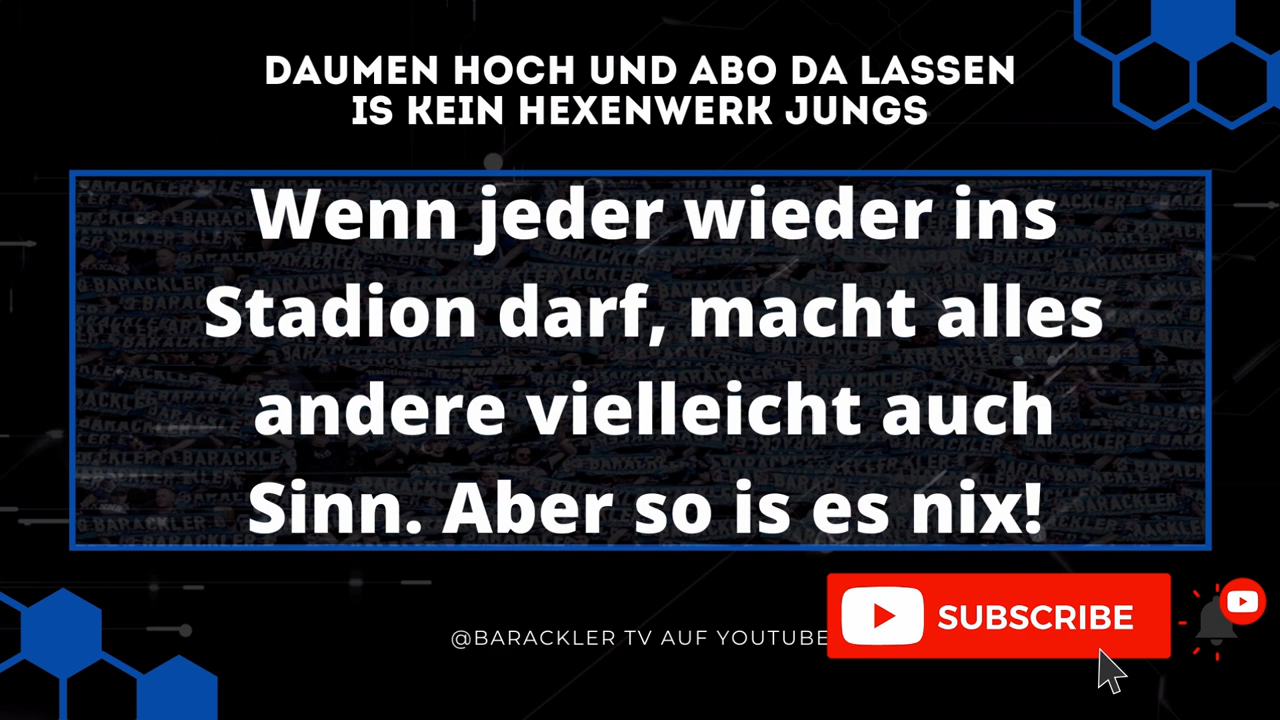 DAUMEN HOCH UND ABO DA LASSEN
IS KEIN HEXENWERK JUNGS
Wenn jeder wieder ins
Stadion darf, macht alles
andere vielleicht auch
Sinn. Aber so is es nix!
@BARACKLER TV AUF YOUTUBE
SUBSCRIBE